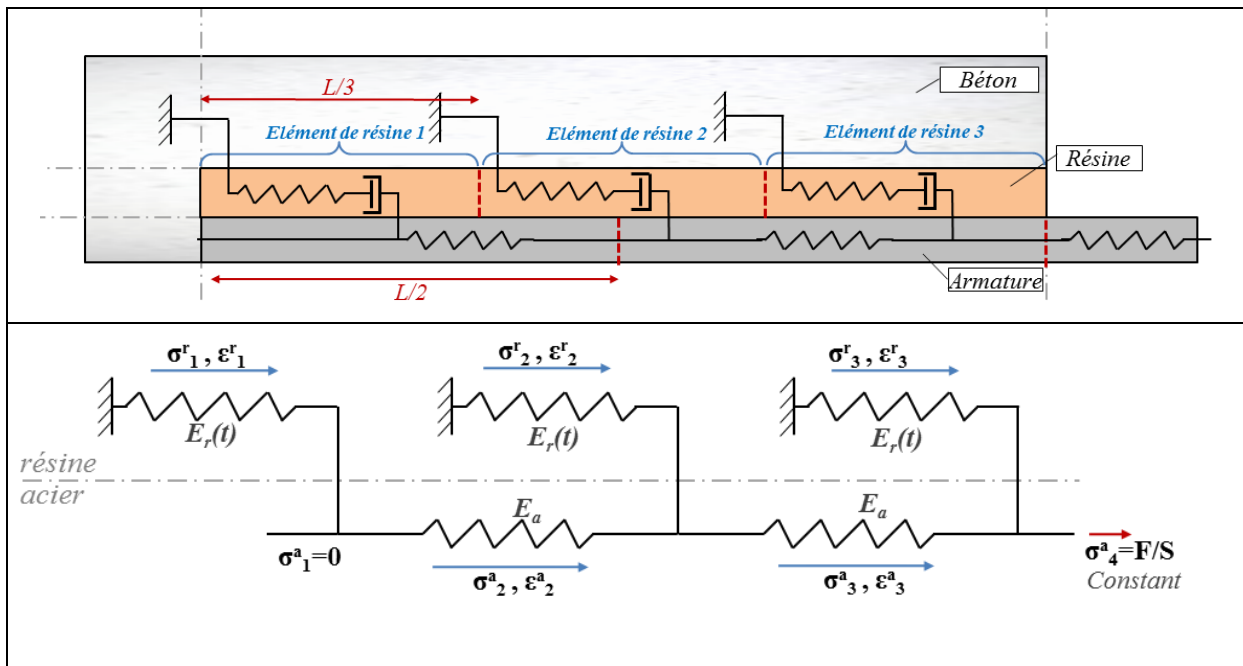 Béton
L/3
Elément de résine 1
Elément de résine 2
Elément de résine 3
Résine
L/2
Armature
σʳ₁ , εʳ₁
σʳ₂ , εʳ₂
σʳ₃ , εʳ₃
Eᵣ(t)
Eᵣ(t)
Eᵣ(t)
résine
acier
Eₐ
Eₐ
σᵃ₁=0
σᵃ₂ , εᵃ₂
σᵃ₃ , εᵃ₃
σᵃ₄=F/S
Constant